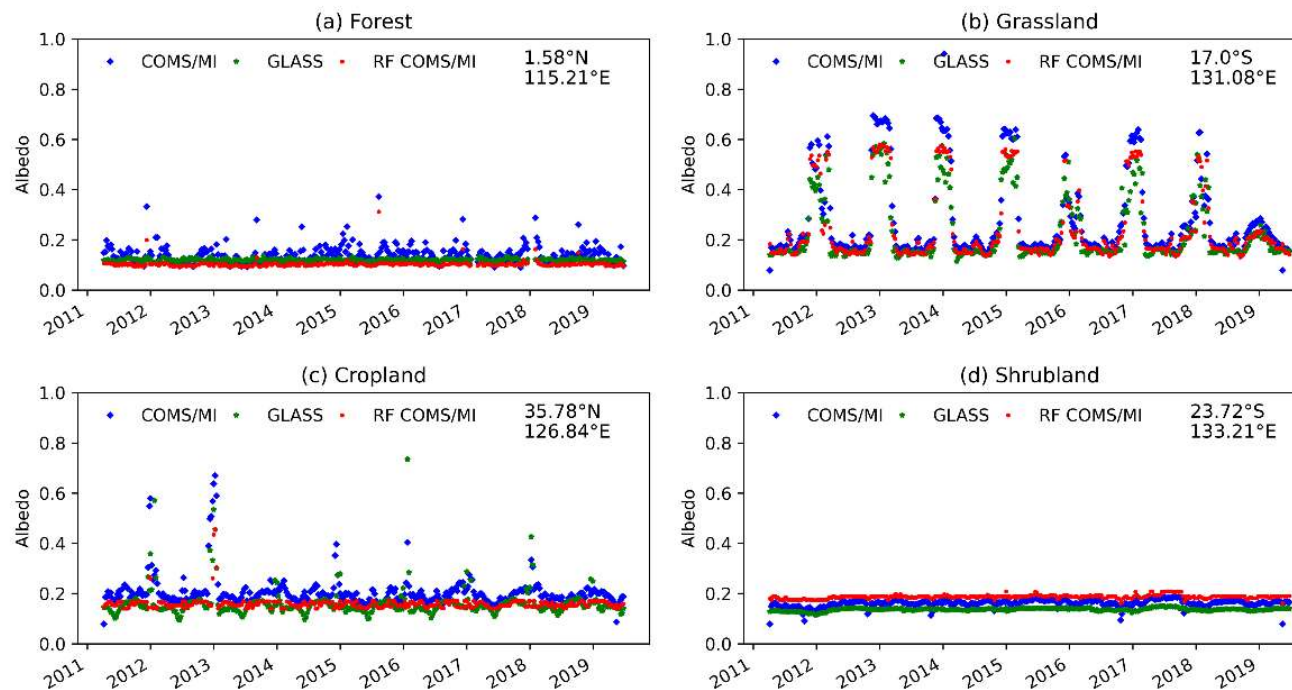 (a) Forest
1.0
COMS/MI GLASS RF COMS/MI
1.58°N
115.21°E
0.8
0.6
Albedo
0.4
0.2
0.0
2011 2012 2013 2014 2015 2016 2017 2018 2019
(b) Grassland
1.0
COMS/MI GLASS RF COMS/MI
17.0°S
131.08°E
0.8
0.6
Albedo
0.4
0.2
0.0
2011 2012 2013 2014 2015 2016 2017 2018 2019
(c) Cropland
1.0
COMS/MI GLASS RF COMS/MI
35.78°N
126.84°E
0.8
0.6
Albedo
0.4
0.2
0.0
2011 2012 2013 2014 2015 2016 2017 2018 2019
(d) Shrubland
1.0
COMS/MI GLASS RF COMS/MI
23.72°S
133.21°E
0.8
0.6
Albedo
0.4
0.2
0.0
2011 2012 2013 2014 2015 2016 2017 2018 2019